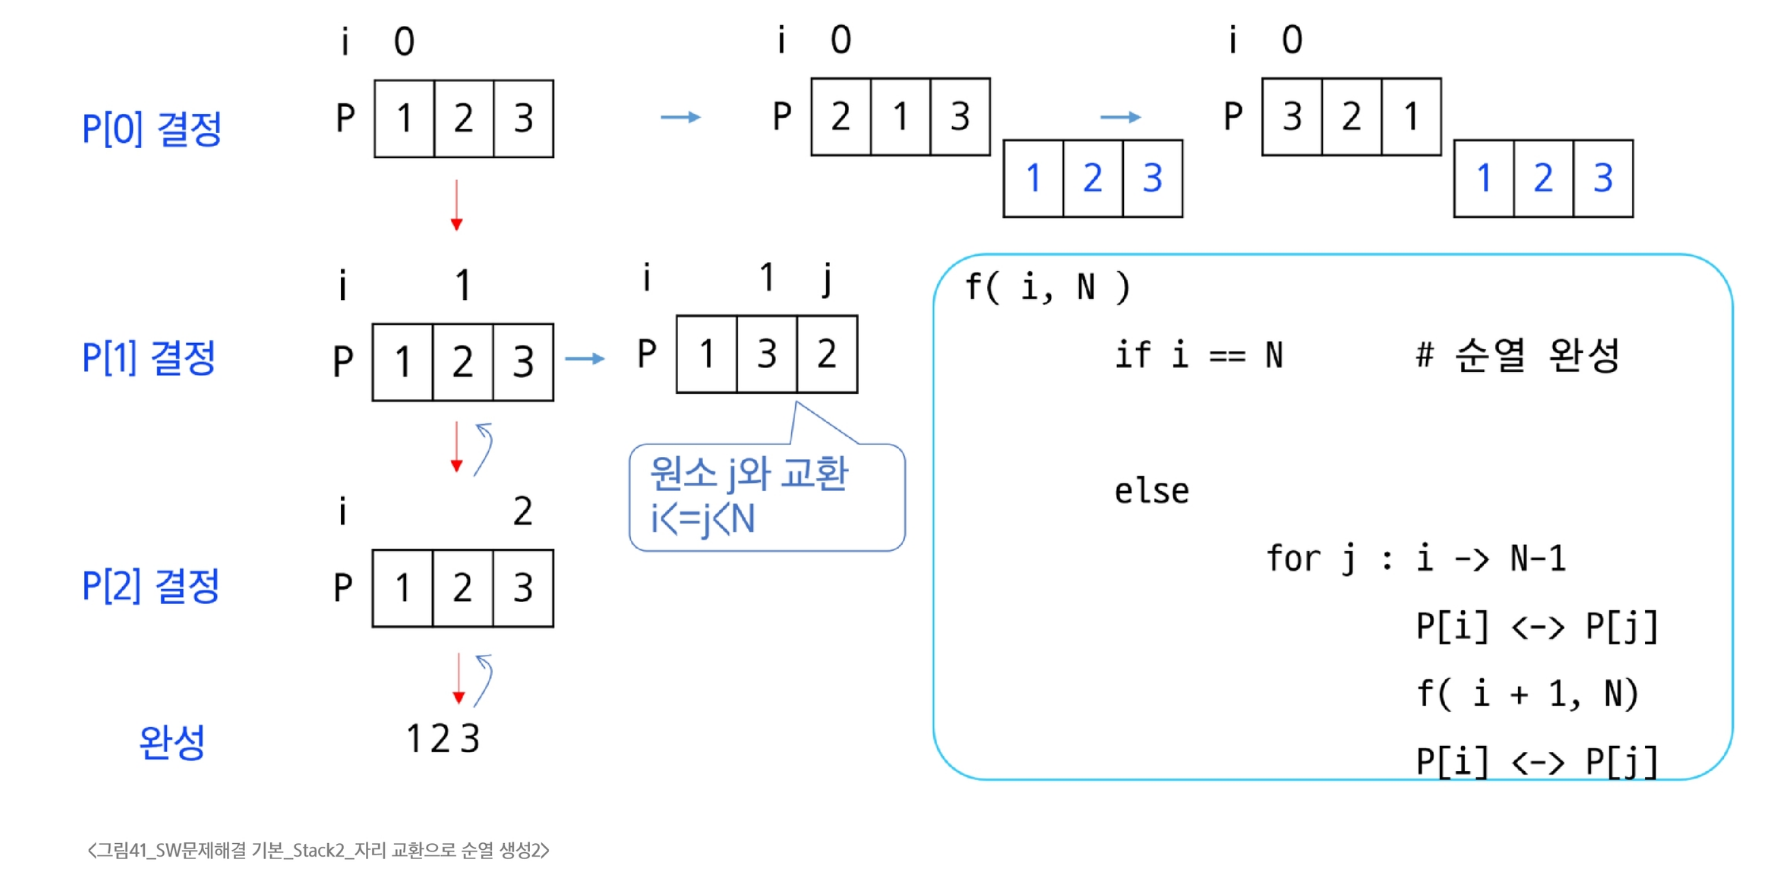 i 0
P[0] 결정
P 1 2 3
i 0
P 2 1 3
1 2 3
i 0
P 3 2 1
1 2 3
i 1
P[1] 결정
P 1 2 3
i 1 j
P 1 3 2
원소 j와 교환
i<=j<N
i 2
P[2] 결정
P 1 2 3
완성
1 2 3
f( i, N )
if i == N # 순열 완성
else
for j : i -> N-1
P[i] <-> P[j]
f( i + 1, N)
P[i] <-> P[j]
<그림41_SW문제해결 기본_Stack2_자리 교환으로 순열 생성2>